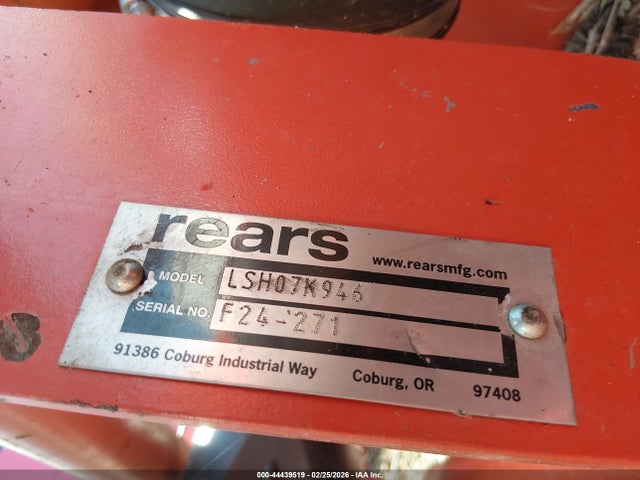 rears
www.rearsmfg.com
MODEL LSH07K946
SERIAL NO. F24-271
91386 Coburg Industrial Way Coburg, OR 97408
000-44439519 | 02/25/2026 - IAA Inc.